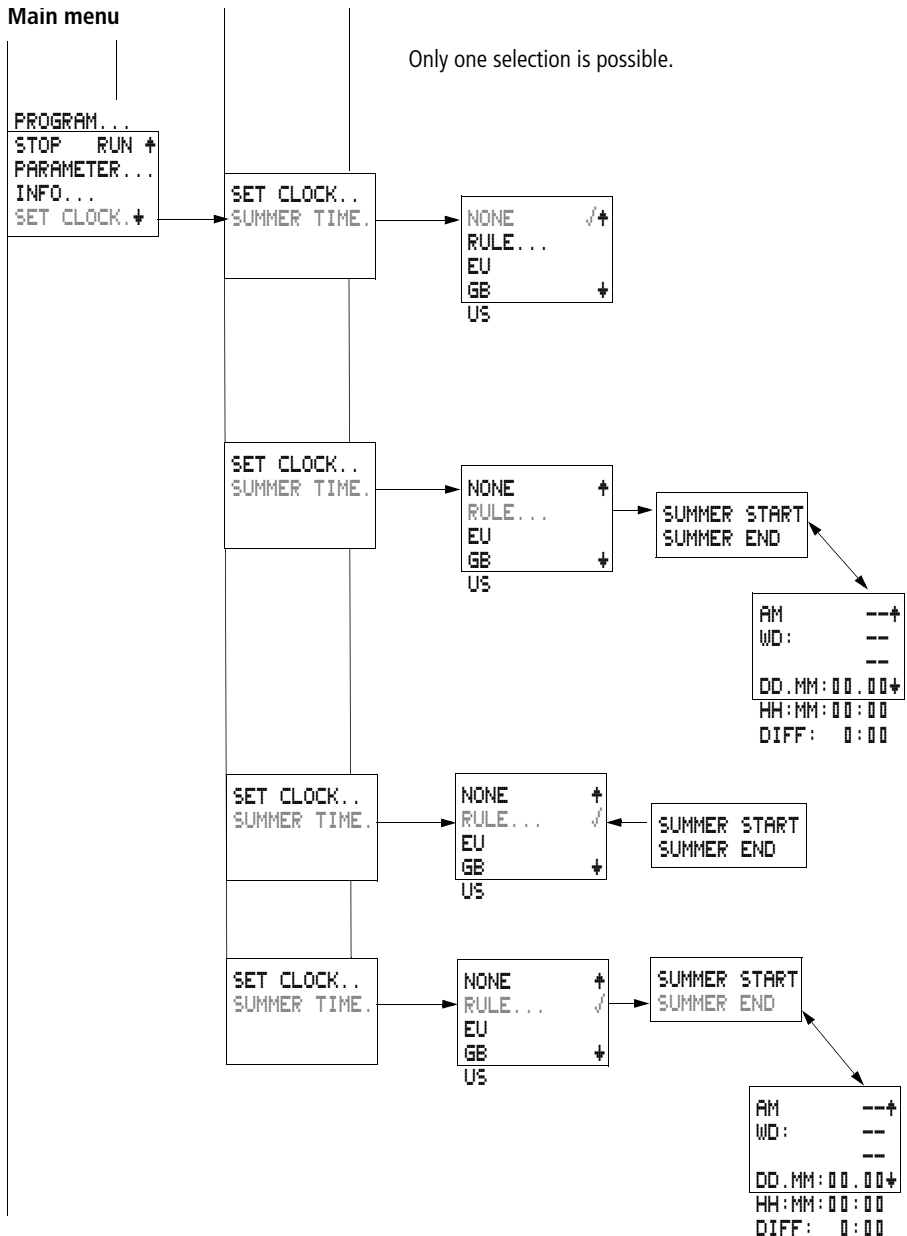 Main menu
Only one selection is possible.
PROGRAM...
STOP RUN
PARAMETER...
INFO...
SET CLOCK.
SET CLOCK..
SUMMER TIME.
NONE √
RULE...
EU
GB
US
SET CLOCK..
SUMMER TIME.
NONE
RULE...
EU
GB
US
SUMMER START
SUMMER END
AM --
WD: --
--
DD.MM:00.00
HH:MM:00:00
DIFF: 0:00
SET CLOCK..
SUMMER TIME.
NONE
RULE... √
EU
GB
US
SUMMER START
SUMMER END
SET CLOCK..
SUMMER TIME.
NONE
RULE... √
EU
GB
US
SUMMER START
SUMMER END
AM --
WD: --
--
DD.MM:00.00
HH:MM:00:00
DIFF: 0:00